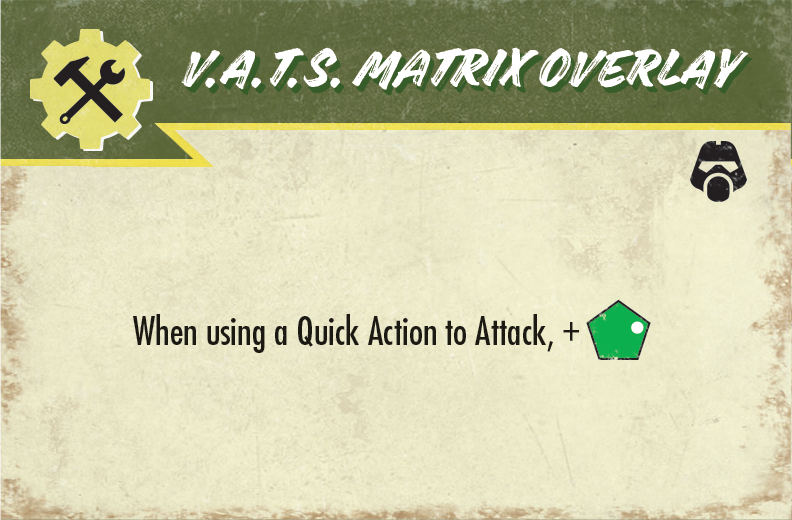 V.A.T.S. MATRIX OVERLAY
When using a Quick Action to Attack, +